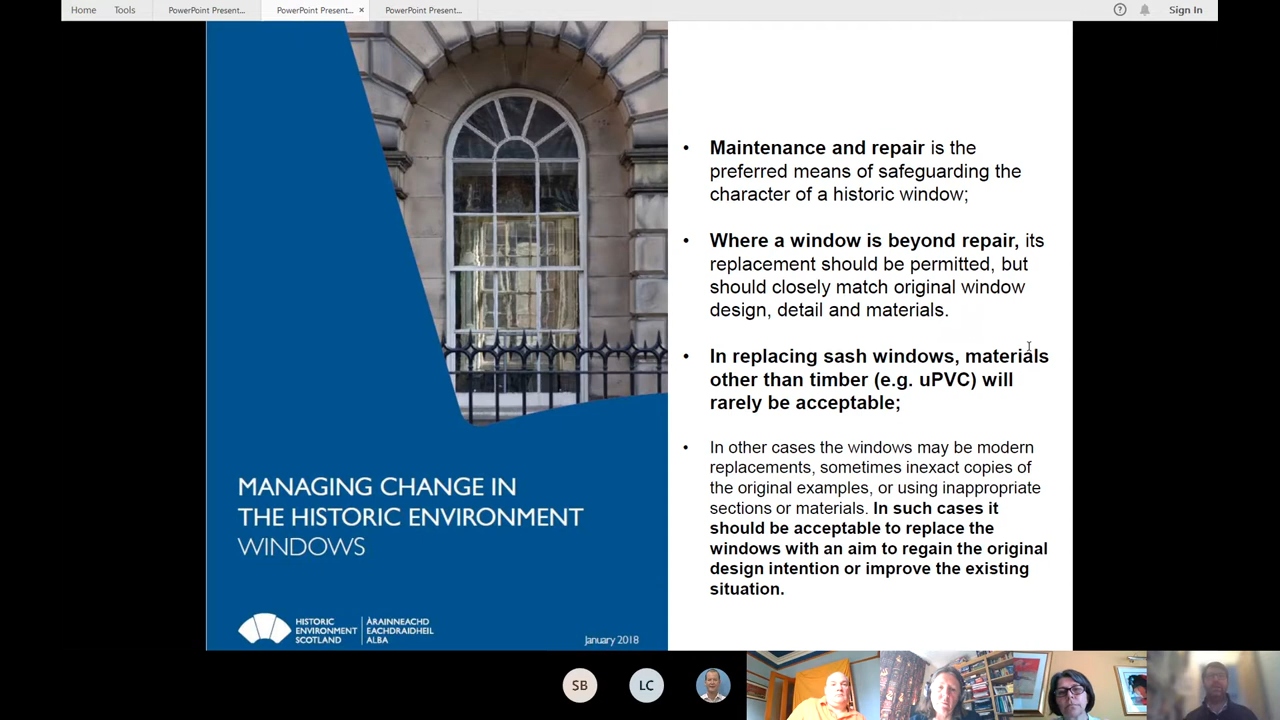 Home Tools PowerPoint Present... PowerPoint Present... × PowerPoint Present... Sign In
• Maintenance and repair is the
preferred means of safeguarding the
character of a historic window;
• Where a window is beyond repair, its
replacement should be permitted, but
should closely match original window
design, detail and materials.
• In replacing sash windows, materials
other than timber (e.g. uPVC) will
rarely be acceptable;
• In other cases the windows may be modern
replacements, sometimes inexact copies of
the original examples, or using inappropriate
sections or materials. In such cases it
should be acceptable to replace the
windows with an aim to regain the original
design intention or improve the existing
situation.
MANAGING CHANGE IN
THE HISTORIC ENVIRONMENT
WINDOWS
HISTORIC
ENVIRONMENT
SCOTLAND
ÀRAINNEACHD
EACHDRAIDHEIL
ALBA
January 2018
SB LC